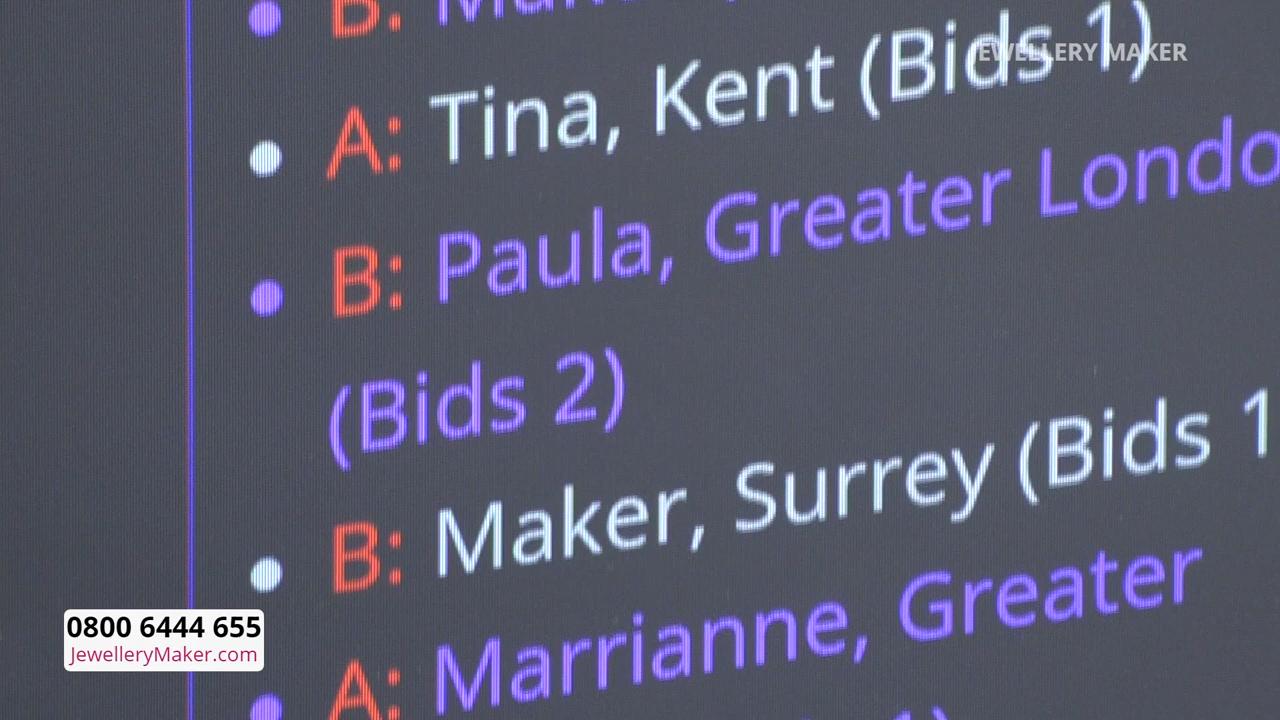 B:
JEWELLERY MAKER
A: Tina, Kent (Bids 1)
B: Paula, Greater Londo
(Bids 2)
B: Maker, Surrey (Bids 1
A: Marrianne, Greater
1)
0800 6444 655
JewelleryMaker.com